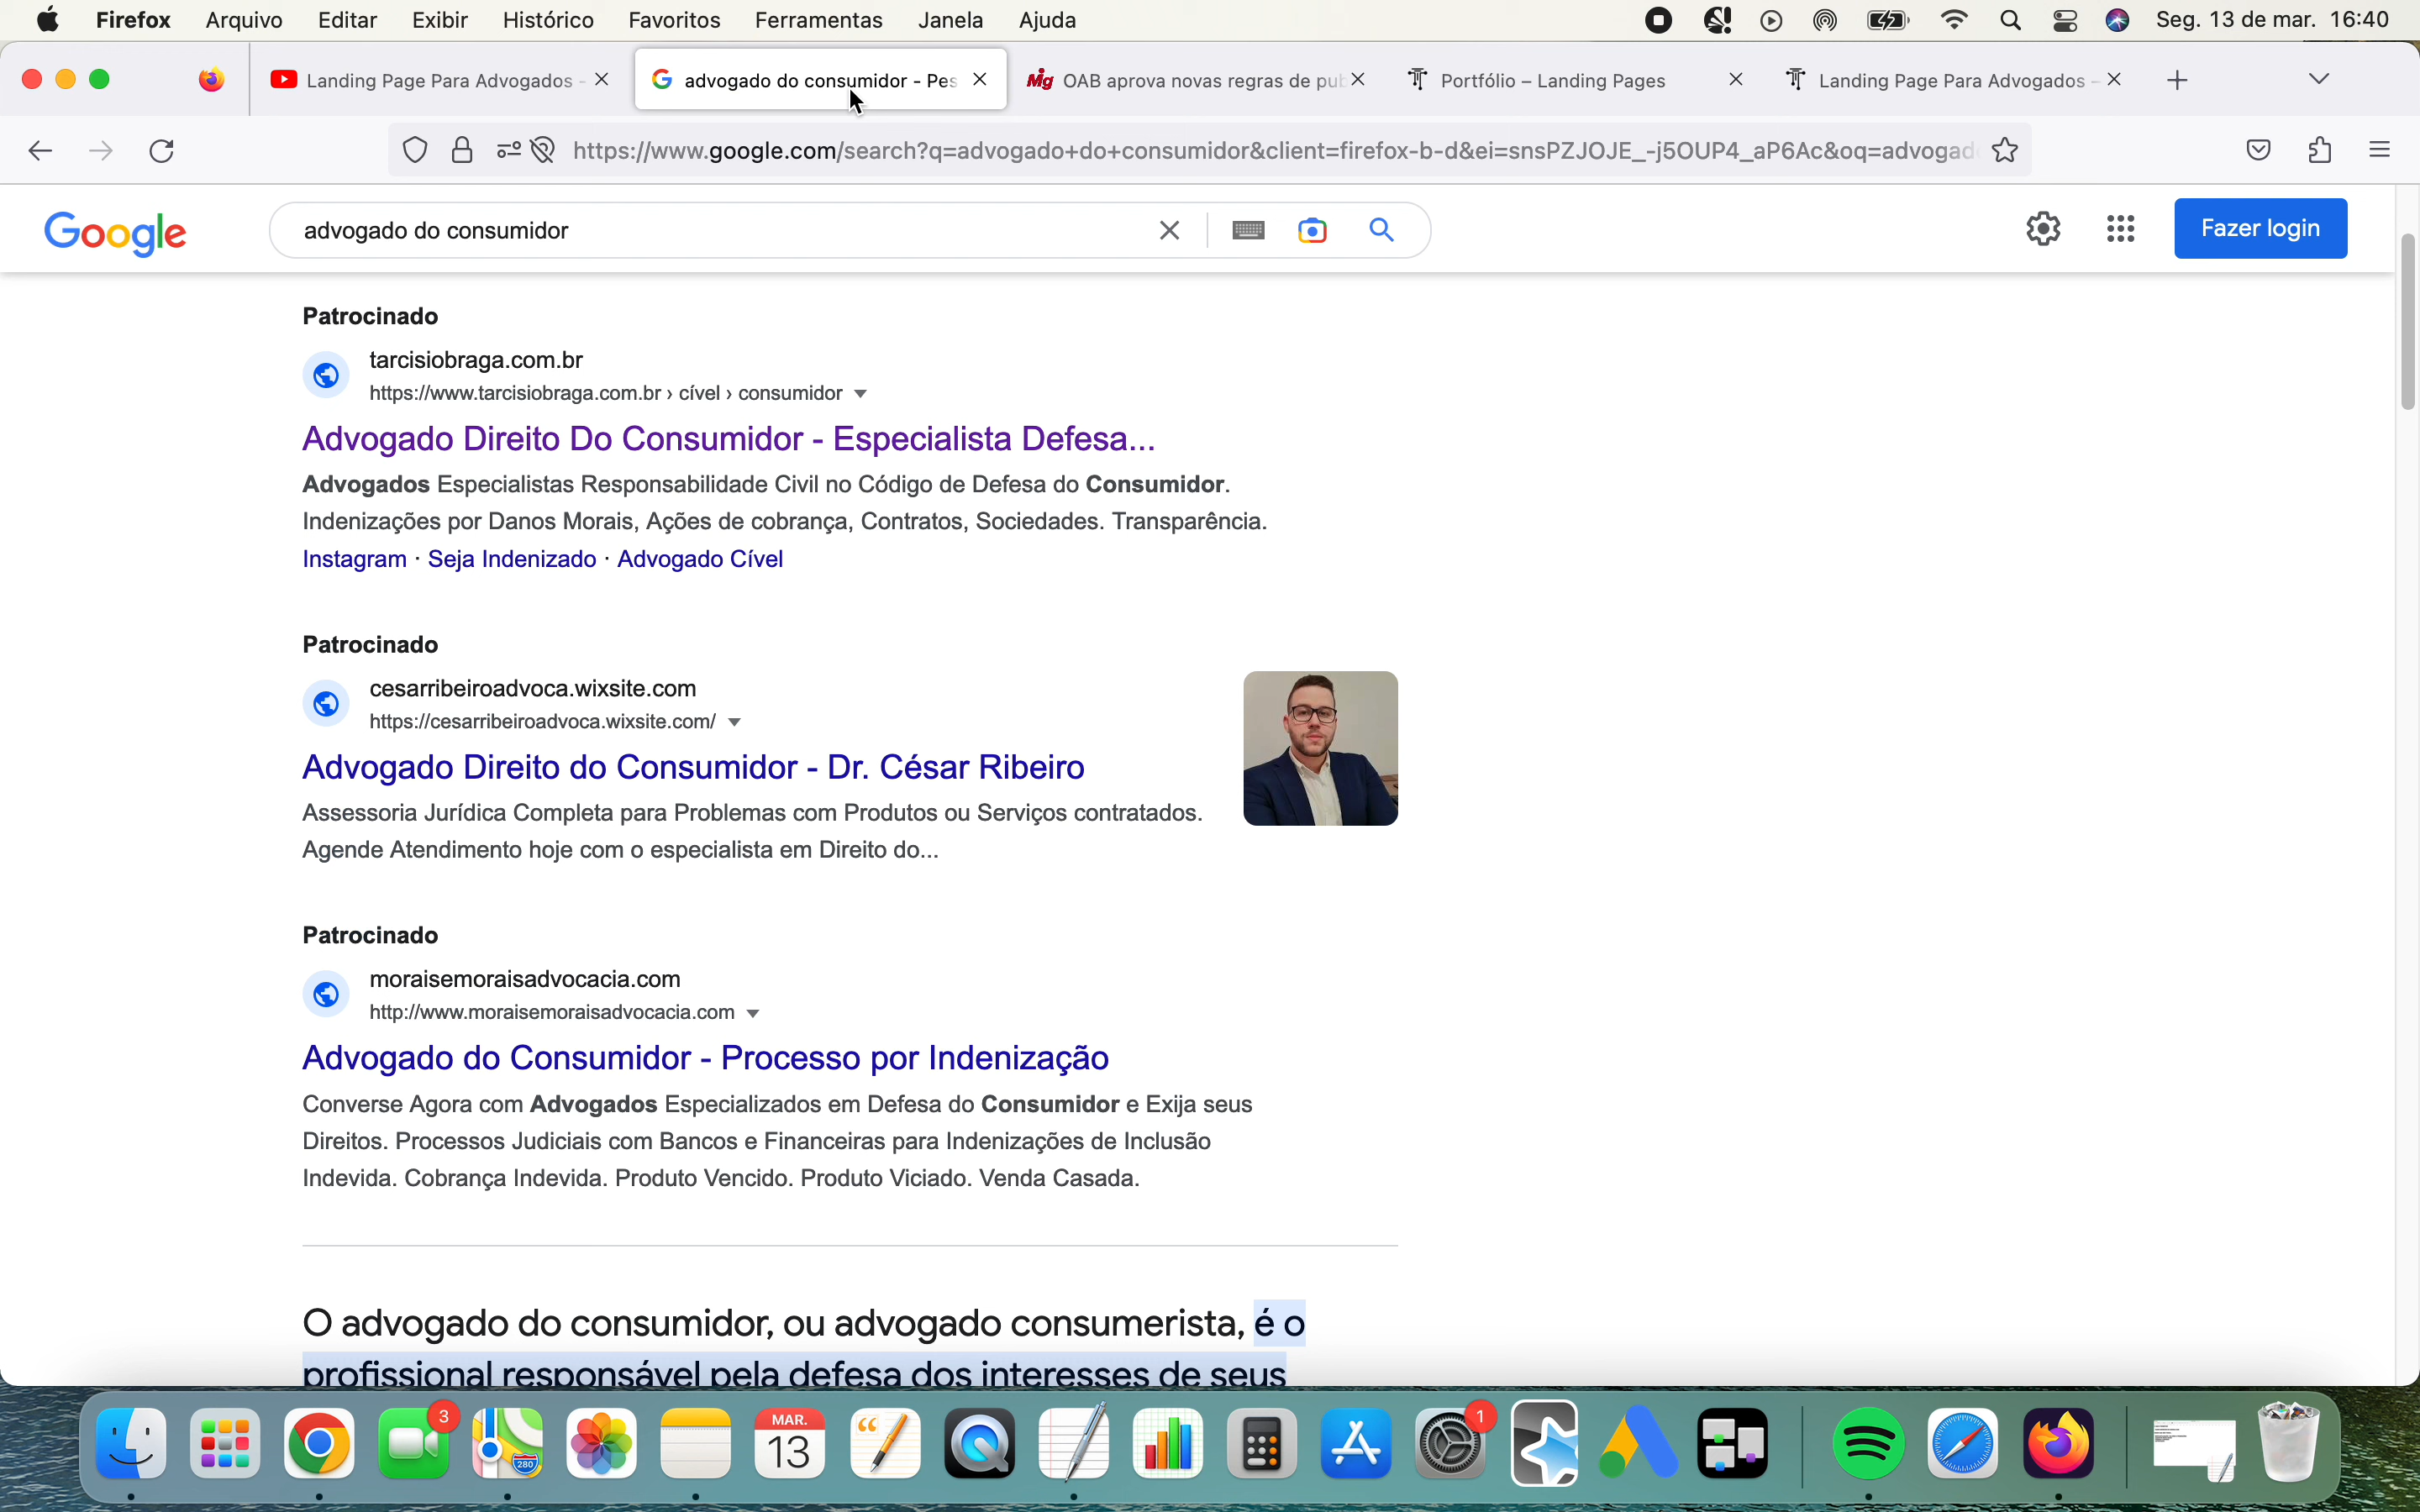 Firefox Arquivo Editar Exibir Histórico Favoritos Ferramentas Janela Ajuda Seg. 13 de mar. 16:40
Landing Page Para Advogados - advogado do consumidor - Pes OAB aprova novas regras de pub Portfólio – Landing Pages Landing Page Para Advogados -
https://www.google.com/search?q=advogado+do+consumidor&client=firefox-b-d&ei=snsPZJOJE_-j5OUP4_aP6Ac&oq=advogad
Google advogado do consumidor Fazer login
Patrocinado
tarcisiobraga.com.br
https://www.tarcisiobraga.com.br › cível › consumidor
Advogado Direito Do Consumidor - Especialista Defesa...
Advogados Especialistas Responsabilidade Civil no Código de Defesa do Consumidor.
Indenizações por Danos Morais, Ações de cobrança, Contratos, Sociedades. Transparência.
Instagram · Seja Indenizado · Advogado Cível
Patrocinado
cesarribeiroadvoca.wixsite.com
https://cesarribeiroadvoca.wixsite.com/
Advogado Direito do Consumidor - Dr. César Ribeiro
Assessoria Jurídica Completa para Problemas com Produtos ou Serviços contratados.
Agende Atendimento hoje com o especialista em Direito do...
Patrocinado
moraisemoraisadvocacia.com
http://www.moraisemoraisadvocacia.com
Advogado do Consumidor - Processo por Indenização
Converse Agora com Advogados Especializados em Defesa do Consumidor e Exija seus
Direitos. Processos Judiciais com Bancos e Financeiras para Indenizações de Inclusão
Indevida. Cobrança Indevida. Produto Vencido. Produto Viciado. Venda Casada.
O advogado do consumidor, ou advogado consumerista, é o
profissional responsável pela defesa dos interesses de seus
3 280 MAR. 13 1